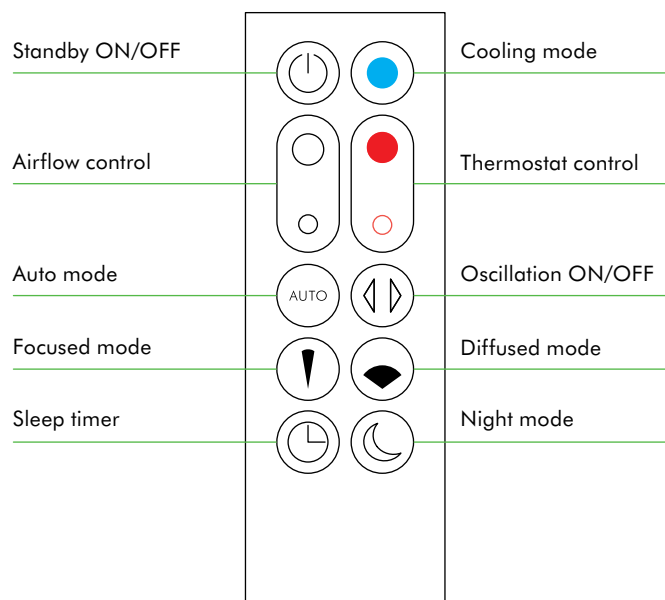 Standby ON/OFF
Cooling mode
Airflow control
Thermostat control
Auto mode
AUTO
Oscillation ON/OFF
Focused mode
Diffused mode
Sleep timer
Night mode